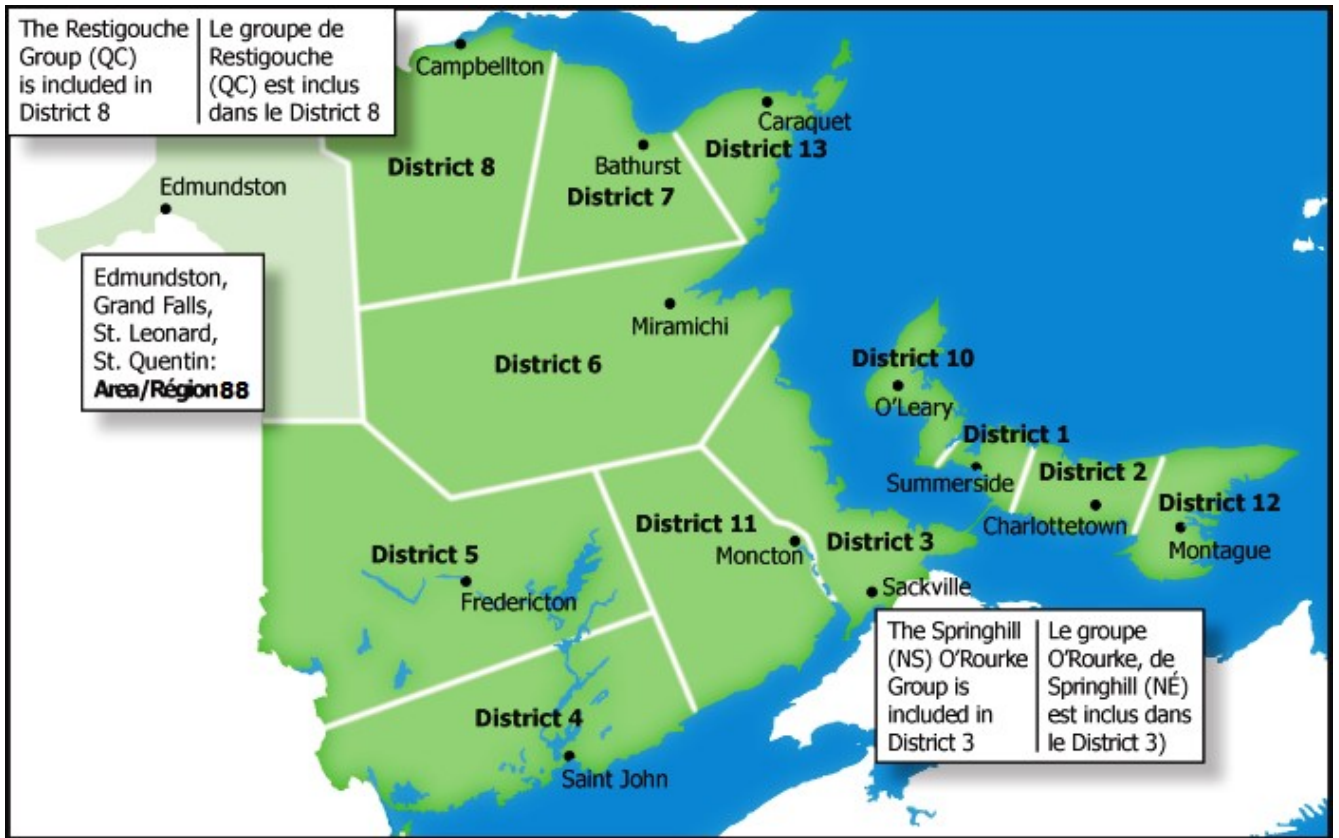 The Restigouche
Group (QC)
is included in
District 8
Le groupe de
Restigouche
(QC) est inclus
dans le District 8
Campbellton
Caraquet
District 13
Bathurst
District 8
District 7
Edmundston
Edmundston,
Grand Falls,
St. Leonard,
St. Quentin:
Area/Région 88
Miramichi
District 6
District 10
O'Leary
District 1
Summerside
District 2
Charlottetown
District 12
Montague
District 11
Moncton
District 3
District 5
Fredericton
Sackville
The Springhill
(NS) O'Rourke
Group is
included in
District 3
Le groupe
O'Rourke, de
Springhill (NÉ)
est inclus dans
le District 3)
District 4
Saint John